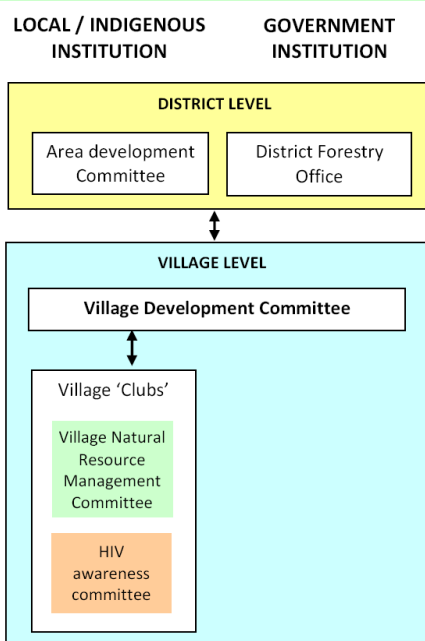 LOCAL / INDIGENOUS
INSTITUTION
GOVERNMENT
INSTITUTION
DISTRICT LEVEL
Area development
Committee
District Forestry
Office
VILLAGE LEVEL
Village Development Committee
Village ‘Clubs’
Village Natural
Resource
Management
Committee
HIV
awareness
committee